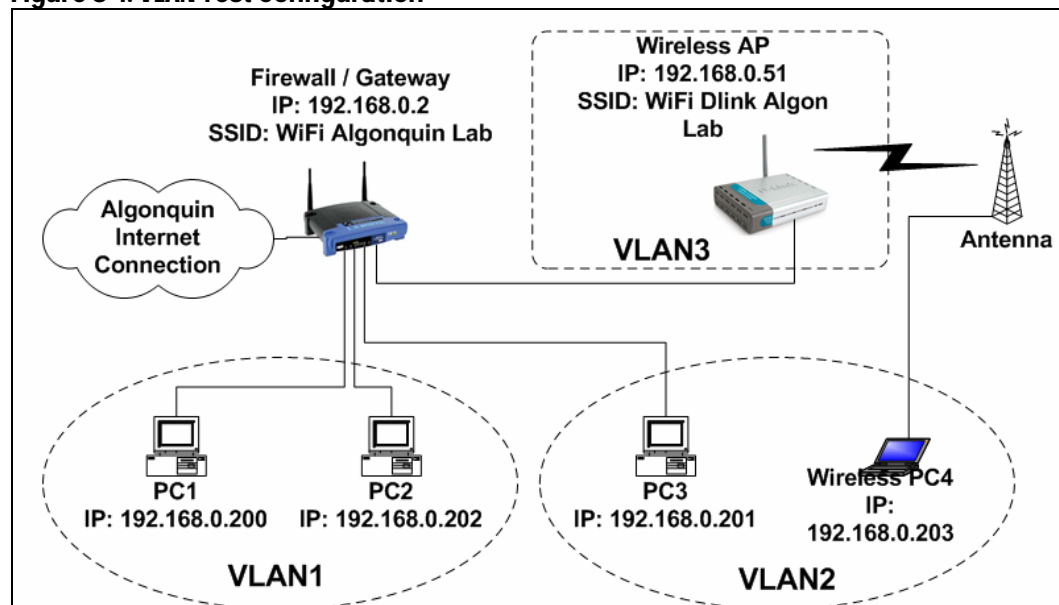 Firewall / Gateway
IP: 192.168.0.2
SSID: WiFi Algonquin Lab
Wireless AP
IP: 192.168.0.51
SSID: WiFi Dlink Algon
Lab
VLAN3
Algonquin
Internet
Connection
Antenna
PC1
IP: 192.168.0.200
PC2
IP: 192.168.0.202
VLAN1
PC3
IP: 192.168.0.201
Wireless PC4
IP:
192.168.0.203
VLAN2